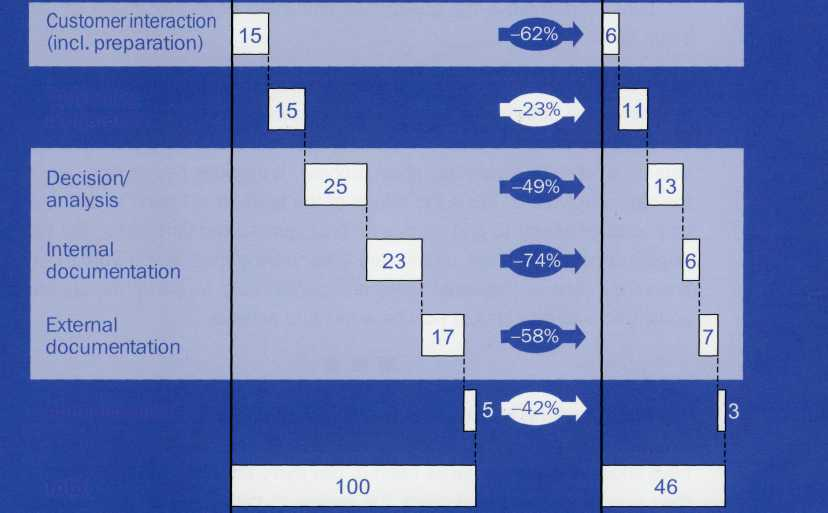 Customer interaction
(incl. preparation)
15
–62%
6
15
–23%
11
Decision/
analysis
25
–49%
13
Internal
documentation
23
–74%
6
External
documentation
17
–58%
7
5
–42%
3
Total
100
46